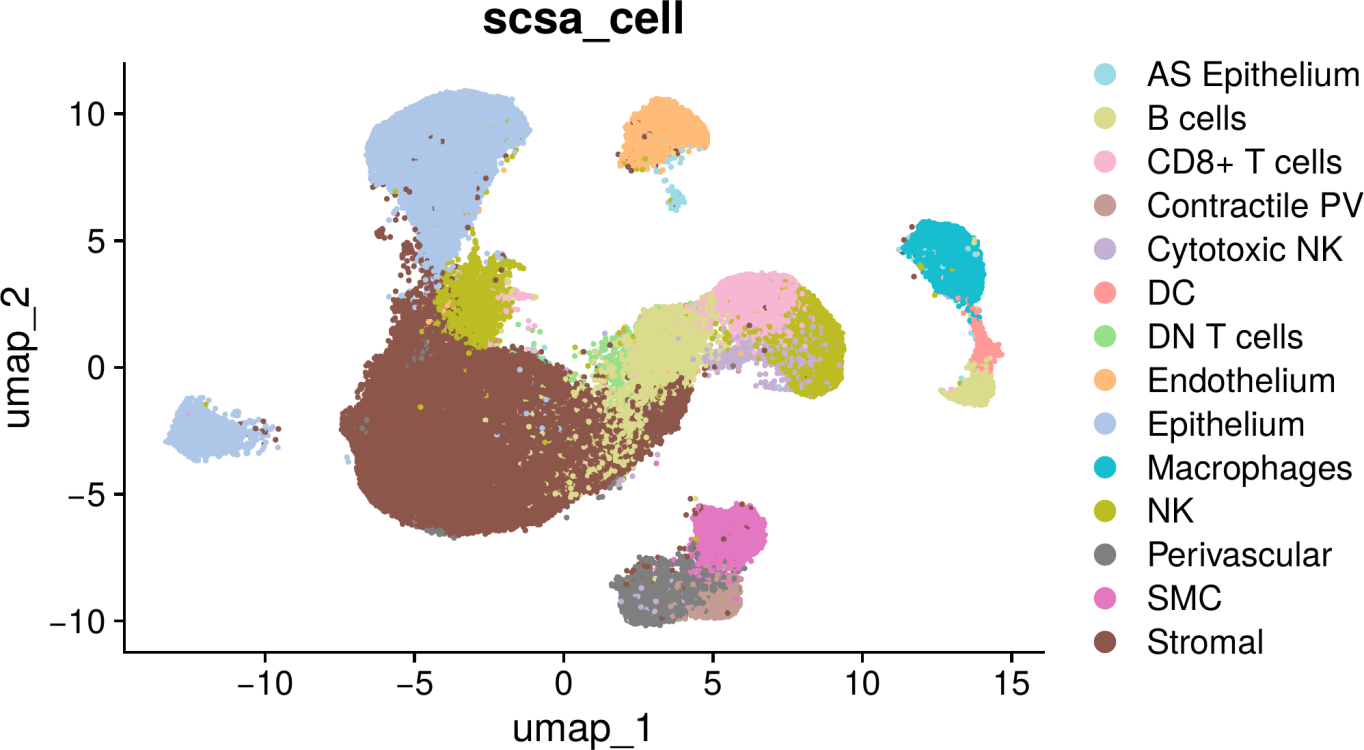 scsa_cell
AS Epithelium
B cells
CD8+ T cells
Contractile PV
Cytotoxic NK
DC
DN T cells
Endothelium
Epithelium
Macrophages
NK
Perivascular
SMC
Stromal
umap_2
10
5
0
−5
−10
−10
−5
0
5
10
15
umap_1